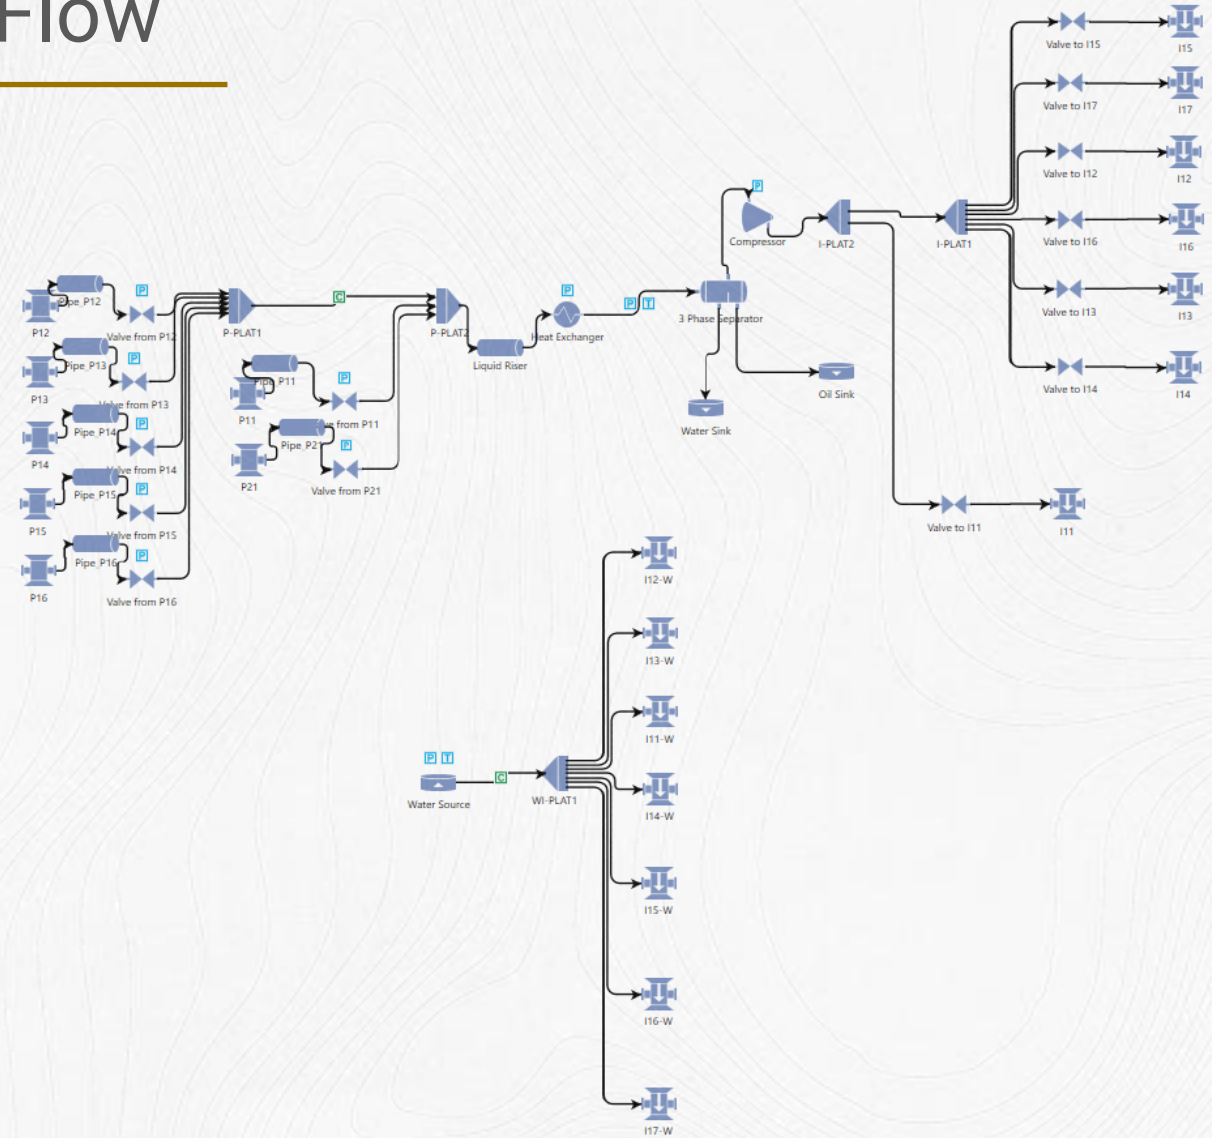 Flow
Valve to I15
I15
Valve to I17
I17
Valve to I12
I12
P
Compressor
I-PLAT2
I-PLAT1
Valve to I16
I16
Valve to I13
I13
Valve to I14
I14
Pipe_P12
P
P12
Valve from P12
P-PLAT1
C
P-PLAT2
P
Heat Exchanger
P T
3 Phase Separator
Liquid Riser
Pipe_P13
P
P13
Valve from P13
Pipe_P11
P
P11
ve from P11
Oil Sink
Water Sink
Pipe_P14
P
P14
Valve from P14
Pipe_P21
P
P21
Valve from P21
Pipe_P15
P
P15
Valve from P15
Pipe_P16
P
P16
Valve from P16
Valve to I11
I11
I12-W
I13-W
I11-W
P T
C
Water Source
WI-PLAT1
I14-W
I15-W
I16-W
I17-W